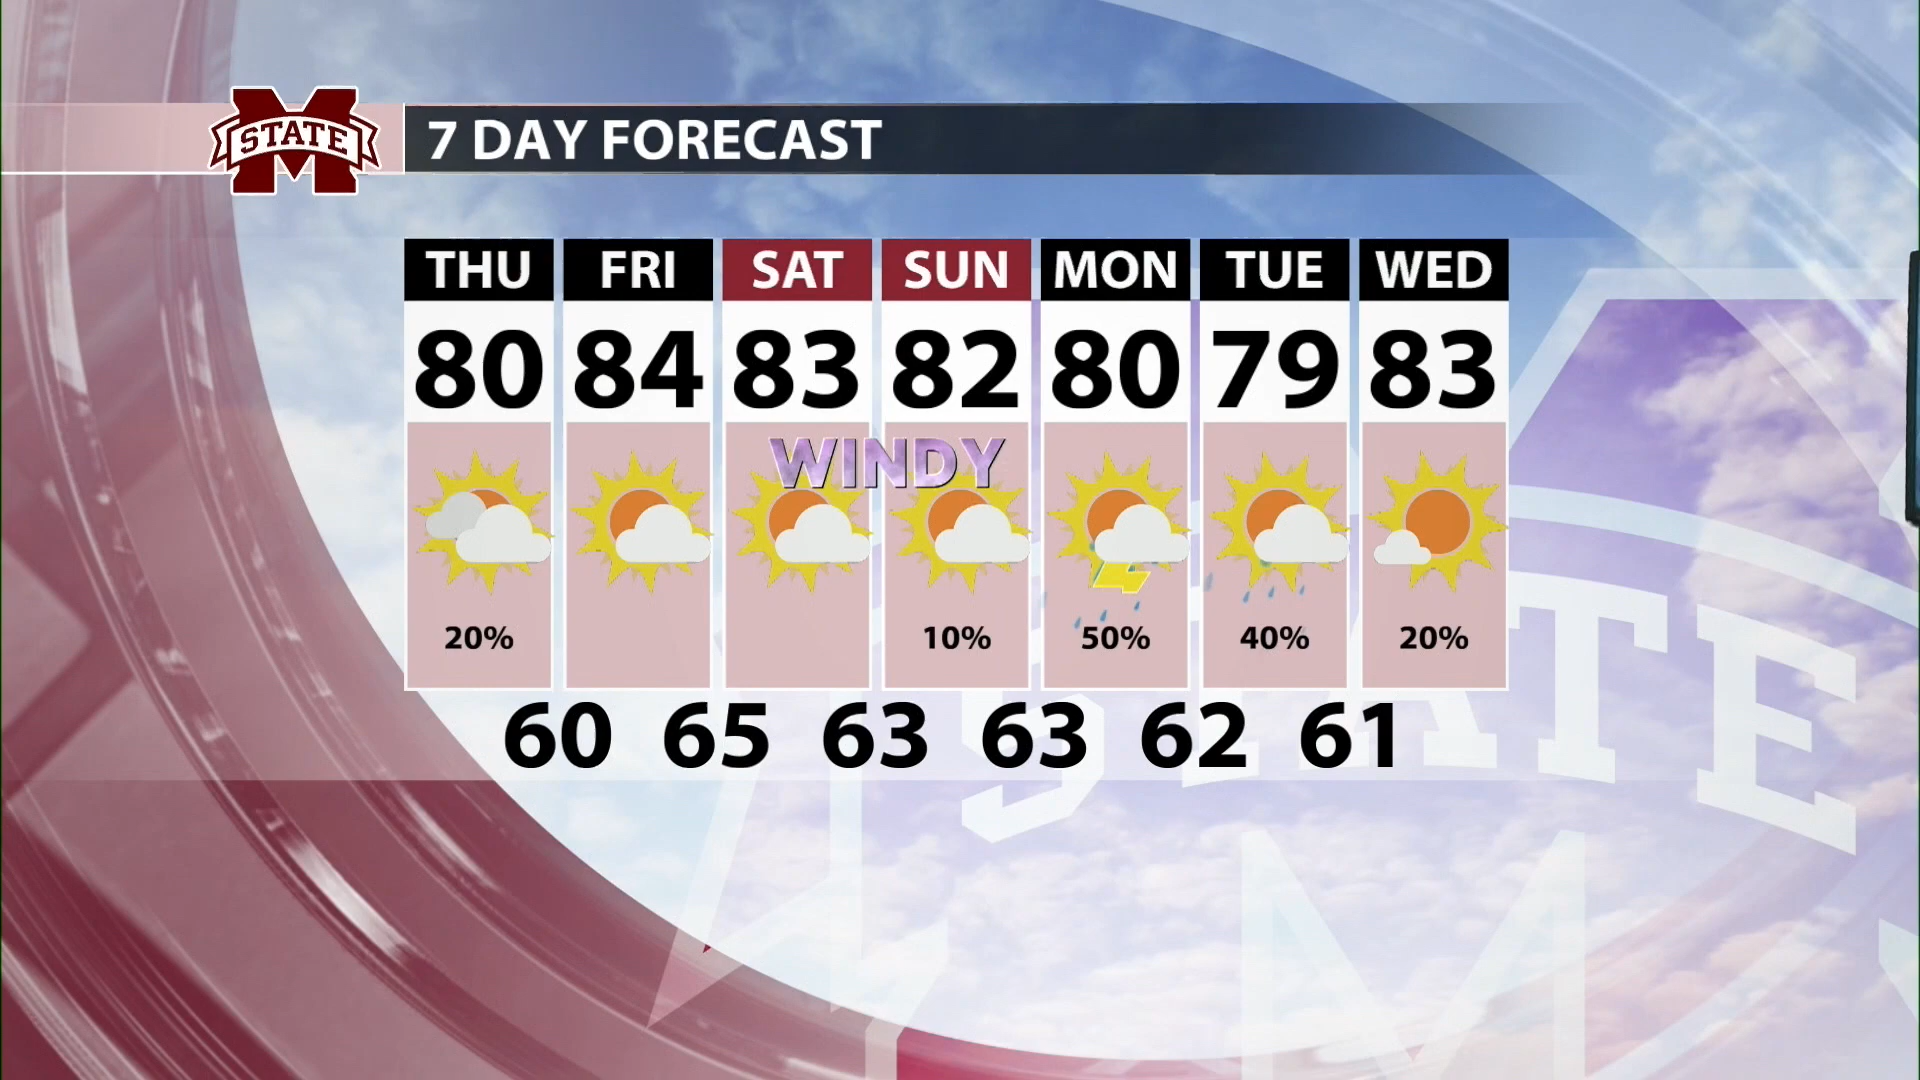 STATE
7 DAY FORECAST
THU FRI SAT SUN MON TUE WED
80 84 83 82 80 79 83
WINDY
20% 10% 50% 40% 20%
60 65 63 63 62 61
STATE